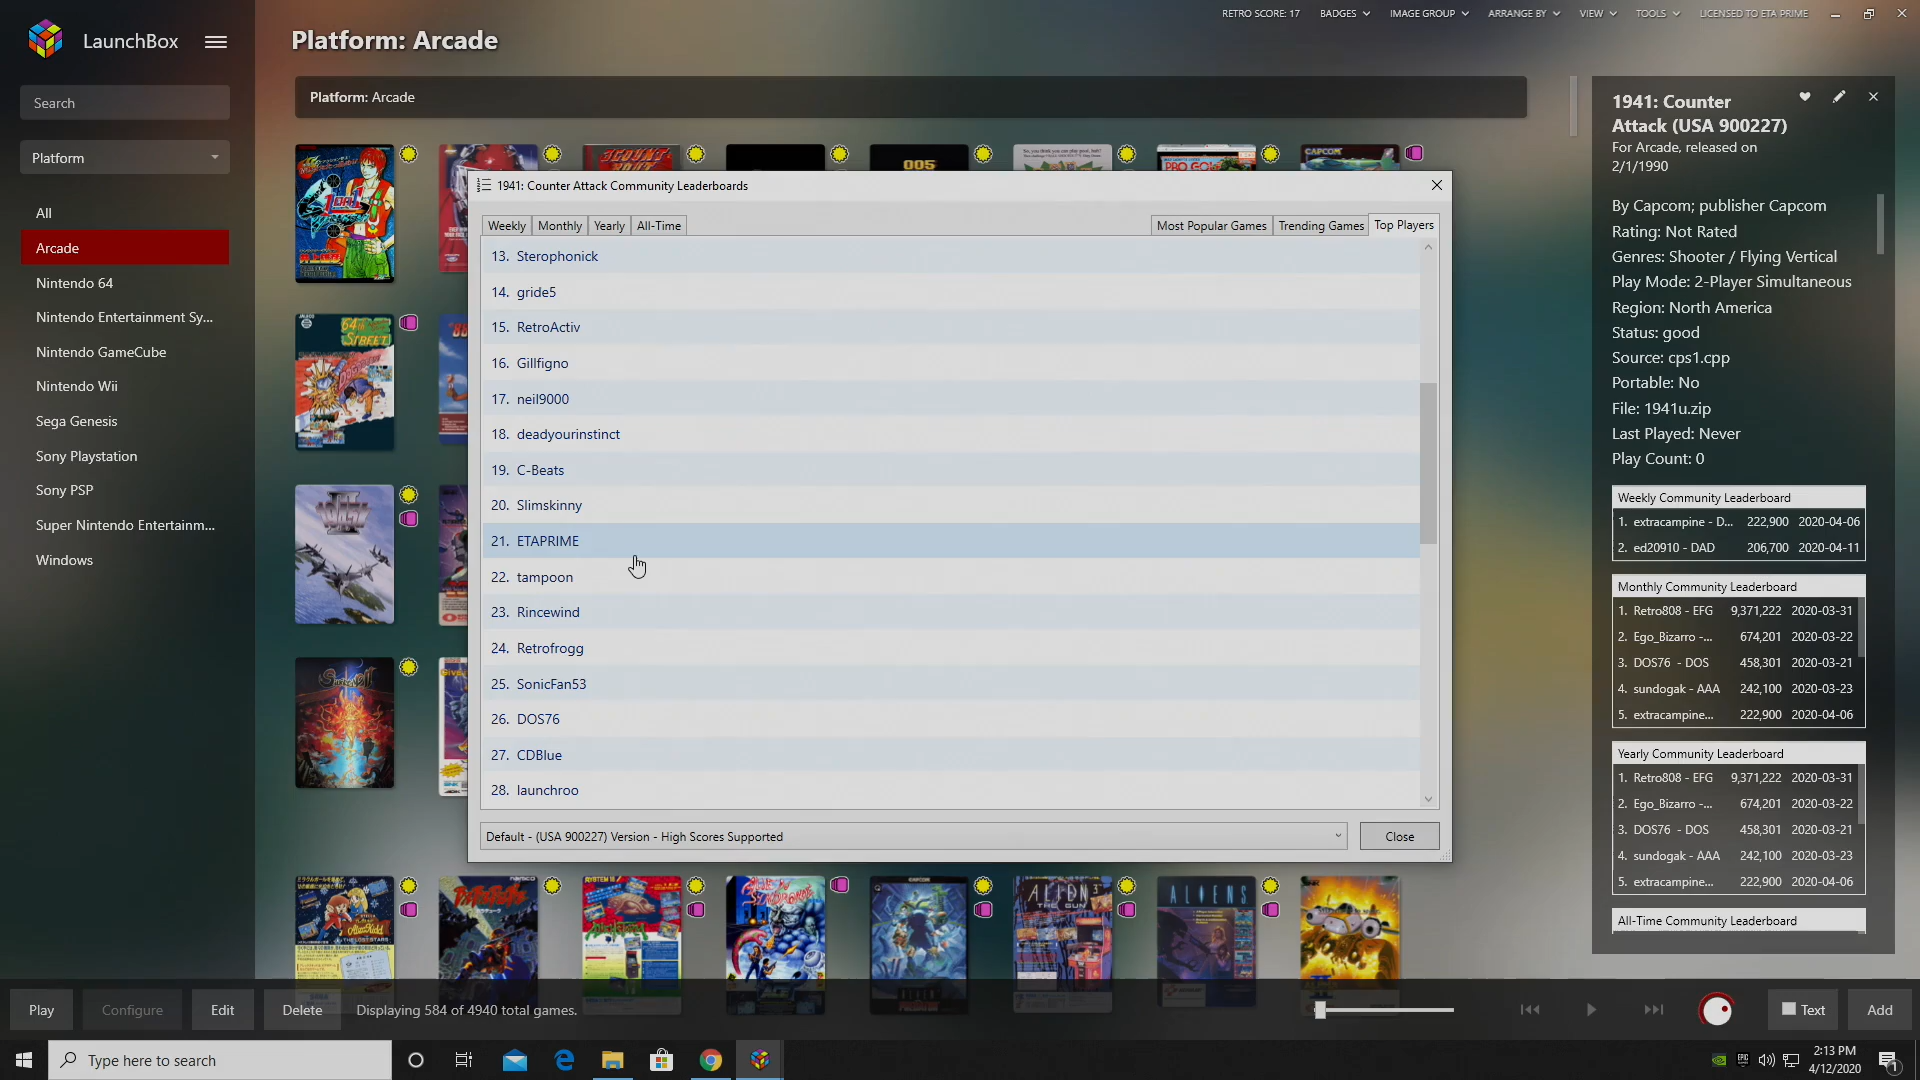 RETRO SCORE: 17
BADGES
IMAGE GROUP
ARRANGE BY
VIEW
TOOLS
LICENSED TO ETA PRIME
LaunchBox
Platform: Arcade
Search
Platform: Arcade
Platform
All
Arcade
Nintendo 64
Nintendo Entertainment Sy...
Nintendo GameCube
Nintendo Wii
Sega Genesis
Sony Playstation
Sony PSP
Super Nintendo Entertainm...
Windows
005
CAPCOM
1941: Counter Attack Community Leaderboards
Weekly
Monthly
Yearly
All-Time
Most Popular Games
Trending Games
Top Players
13. Sterophonick
14. gride5
15. RetroActiv
16. Gillfigno
17. neil9000
18. deadyourinstinct
19. C-Beats
20. Slimskinny
21. ETAPRIME
22. tampoon
23. Rincewind
24. Retrofrogg
25. SonicFan53
26. DOS76
27. CDBlue
28. launchroo
Default - (USA 900227) Version - High Scores Supported
Close
1941: Counter
Attack (USA 900227)
For Arcade, released on
2/1/1990
By Capcom; publisher Capcom
Rating: Not Rated
Genres: Shooter / Flying Vertical
Play Mode: 2-Player Simultaneous
Region: North America
Status: good
Source: cps1.cpp
Portable: No
File: 1941u.zip
Last Played: Never
Play Count: 0
Weekly Community Leaderboard
1. extracampine - D... 222,900 2020-04-06
2. ed20910 - DAD 206,700 2020-04-11
Monthly Community Leaderboard
1. Retro808 - EFG 9,371,222 2020-03-31
2. Ego_Bizarro -... 674,201 2020-03-22
3. DOS76 - DOS 458,301 2020-03-21
4. sundogak - AAA 242,100 2020-03-23
5. extracampine... 222,900 2020-04-06
Yearly Community Leaderboard
1. Retro808 - EFG 9,371,222 2020-03-31
2. Ego_Bizarro -... 674,201 2020-03-22
3. DOS76 - DOS 458,301 2020-03-21
4. sundogak - AAA 242,100 2020-03-23
5. extracampine... 222,900 2020-04-06
All-Time Community Leaderboard
64th
STREET
ALIEN
THE GUN
ALIENS
Play
Configure
Edit
Delete
Displaying 584 of 4940 total games.
Text
Add
Type here to search
2:13 PM
4/12/2020